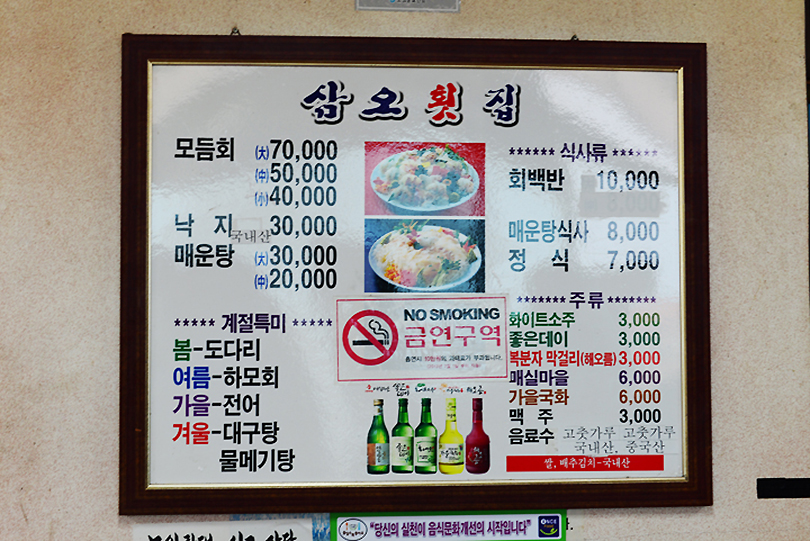 삼오횟집
모듬회 (大) 70,000
(中) 50,000
(小) 40,000
낙지 국내산 30,000
매운탕 (大) 30,000
(中) 20,000
***** 계절특미 *****
봄-도다리
여름-하모회
가을-전어
겨울-대구탕
물메기탕
NO SMOKING
금연구역
****** 식사류 ******
회백반 10,000
매운탕식사 8,000
정식 7,000
******* 주류 *******
화이트소주 3,000
좋은데이 3,000
복분자 막걸리(해오름) 3,000
매실마을 6,000
가을국화 6,000
맥주 3,000
음료수
고춧가루 고춧가루
국내산, 중국산
쌀, 배추김치-국내산
"당신의 실천이 음식문화개선의 시작입니다"